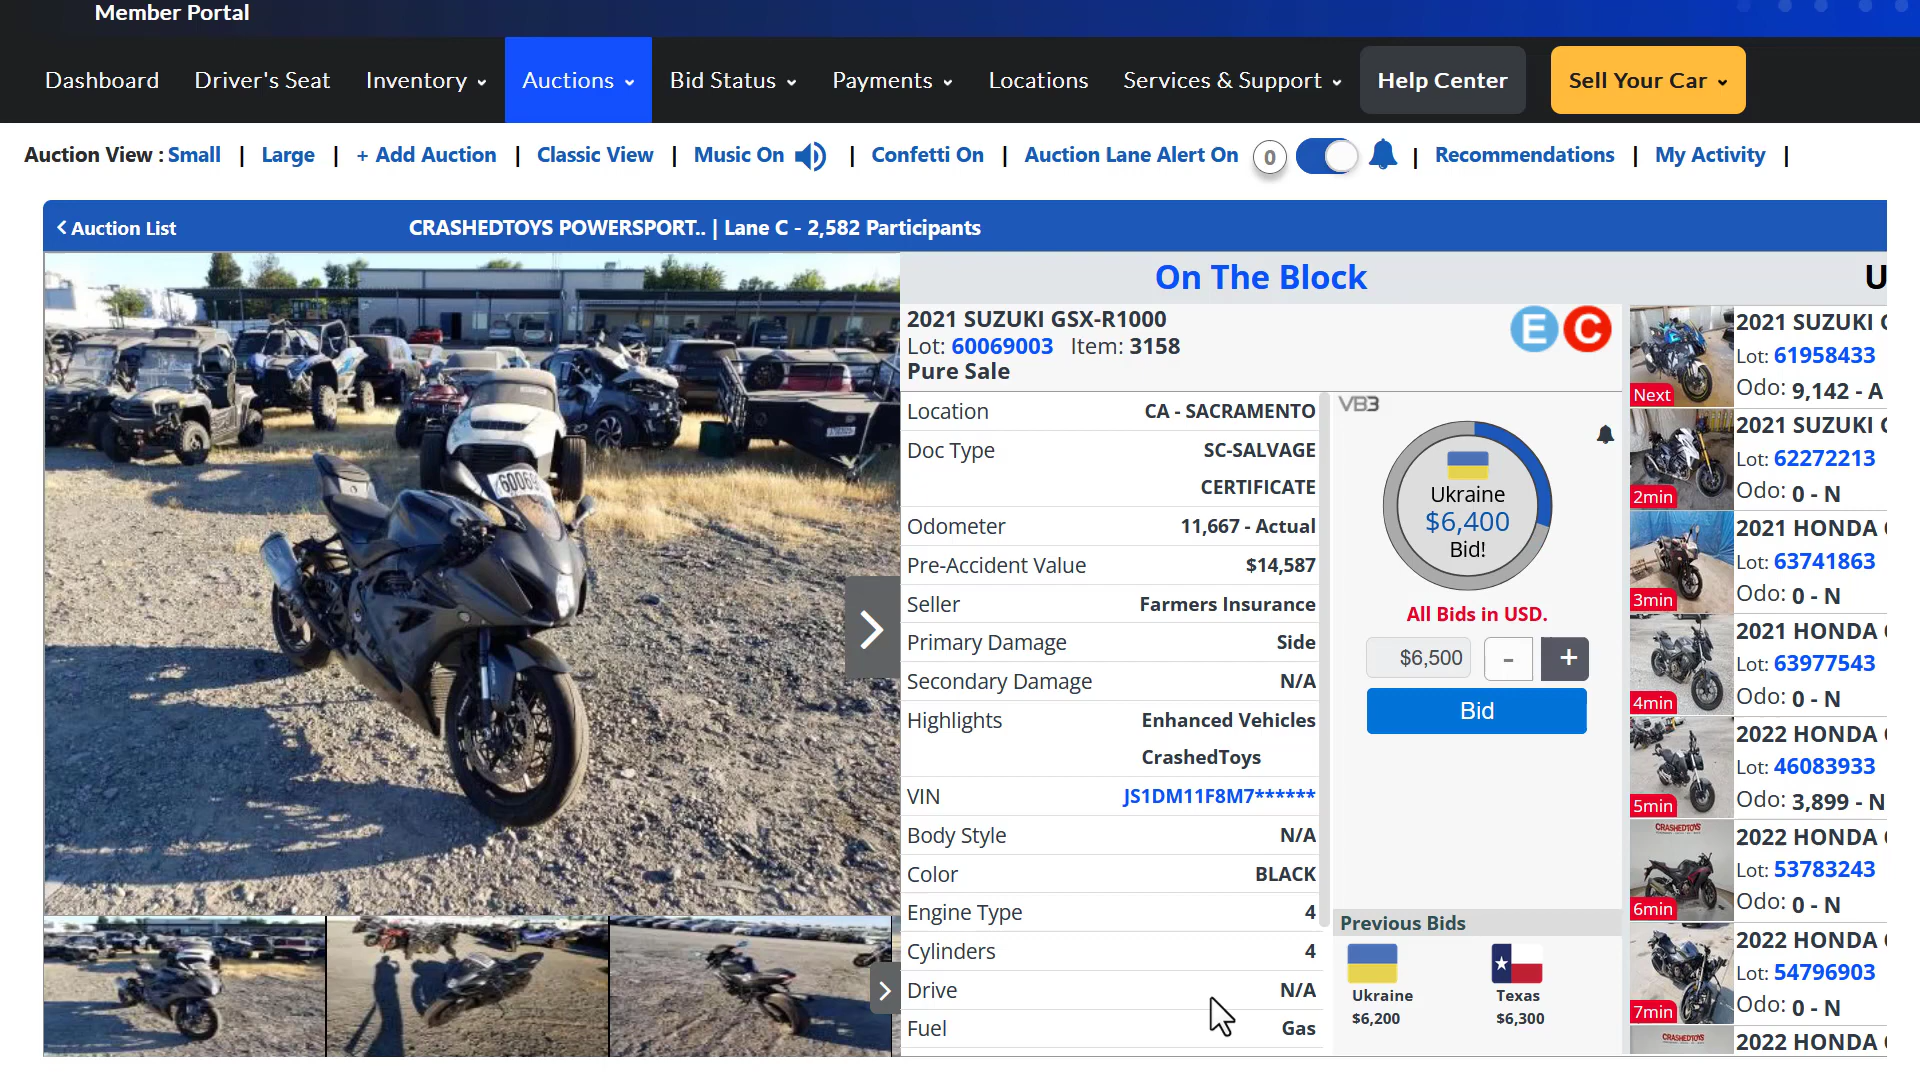 Member Portal
Dashboard Driver's Seat Inventory Auctions Bid Status Payments Locations Services & Support Help Center Sell Your Car
Auction View : Small | Large | + Add Auction | Classic View | Music On | Confetti On | Auction Lane Alert On 0 | Recommendations | My Activity |
Auction List
CRASHEDTOYS POWERSPORT.. | Lane C - 2,582 Participants
On The Block
2021 SUZUKI GSX-R1000
Lot: 60069003 Item: 3158
Pure Sale
E C
Location CA - SACRAMENTO
Doc Type SC-SALVAGE
CERTIFICATE
Odometer 11,667 - Actual
Pre-Accident Value $14,587
Seller Farmers Insurance
Primary Damage Side
Secondary Damage N/A
Highlights Enhanced Vehicles
CrashedToys
VIN JS1DM11F8M7******
Body Style N/A
Color BLACK
Engine Type 4
Cylinders 4
Drive N/A
Fuel Gas
VB3
Ukraine
$6,400
Bid!
All Bids in USD.
$6,500 - +
Bid
Previous Bids
Ukraine
$6,200
Texas
$6,300
U
2021 SUZUKI
Lot: 61958433
Odo: 9,142 - A
Next
2021 SUZUKI
Lot: 62272213
Odo: 0 - N
2min
2021 HONDA
Lot: 63741863
Odo: 0 - N
3min
2021 HONDA
Lot: 63977543
Odo: 0 - N
4min
2022 HONDA
Lot: 46083933
Odo: 3,899 - N
5min
CRASHEDTOYS
2022 HONDA
Lot: 53783243
Odo: 0 - N
6min
2022 HONDA
Lot: 54796903
Odo: 0 - N
7min
CRASHEDTOYS
2022 HONDA